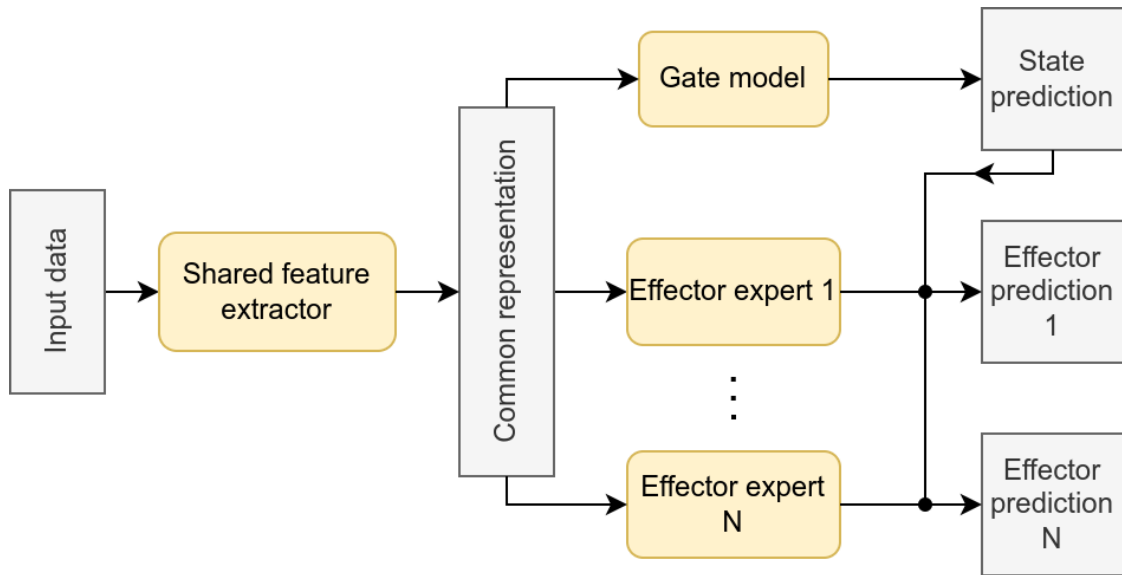 Input data
Shared feature
extractor
Common representation
Gate model
State
prediction
Effector expert 1
Effector
prediction
1
Effector expert
N
Effector
prediction
N